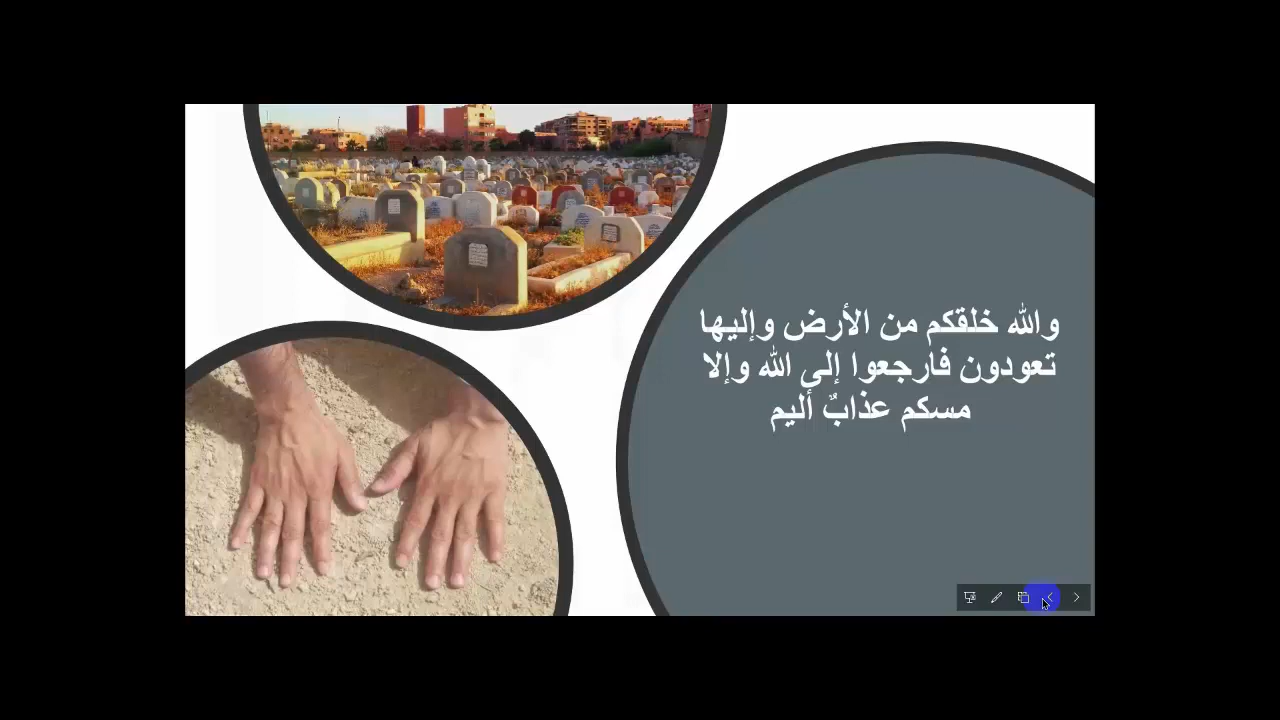 والله خلقكم من الأرض وإليها
تعودون فارجعوا إلى الله وإلا
مسكم عذابٌ أليم